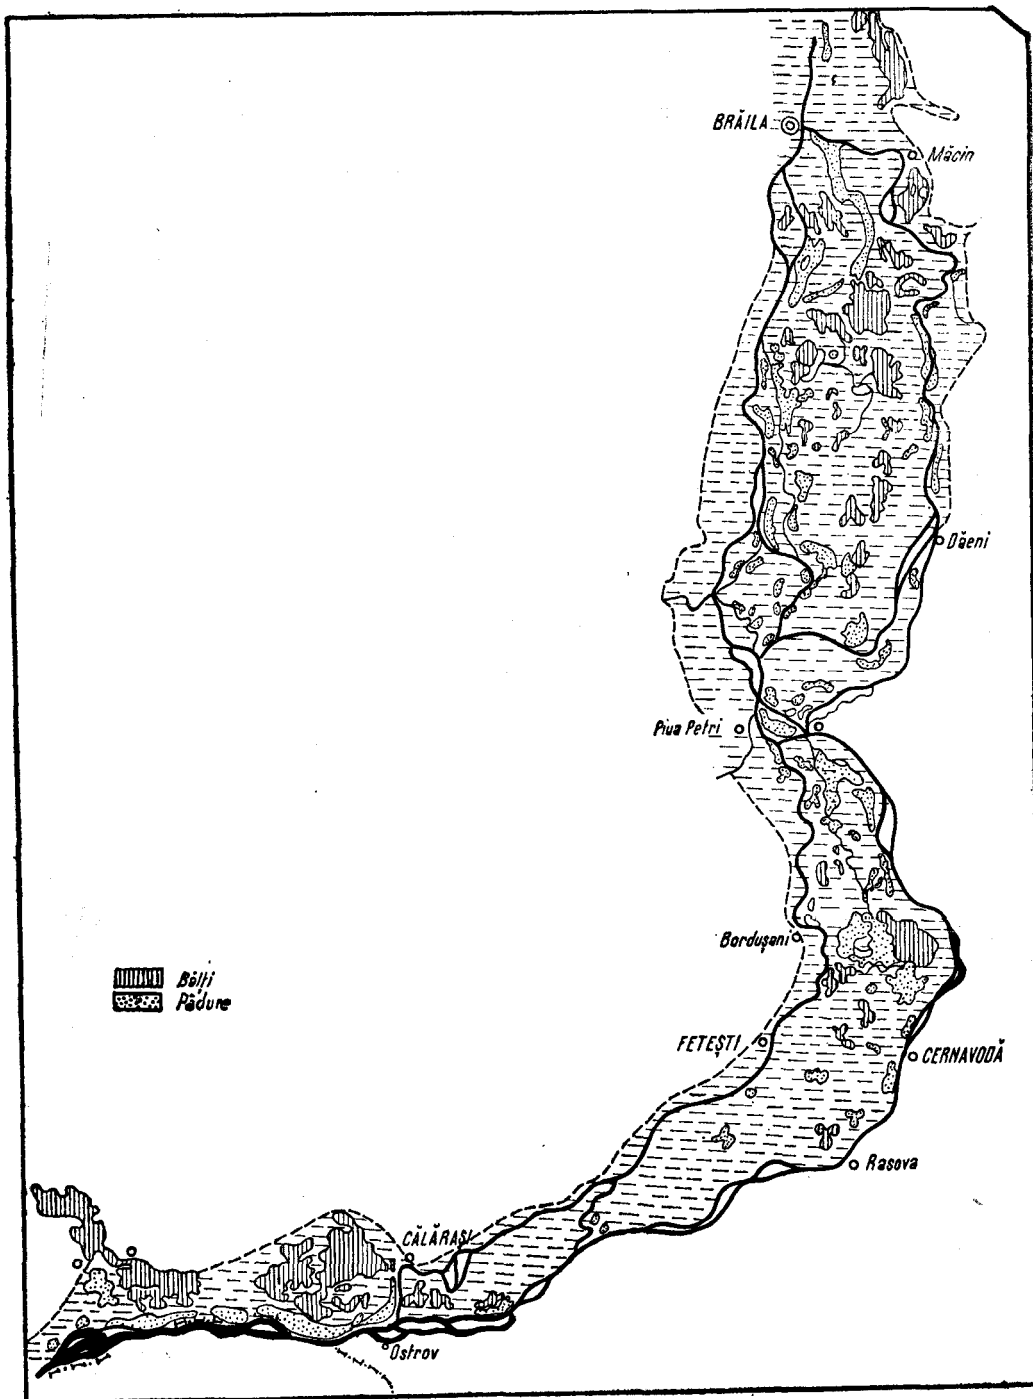 BRĂILA
Măcin
Dăeni
Piua Petri
Bordușani
Bălți
Pădure
FETEȘTI
CERNAVODĂ
Rasova
CĂLĂRAȘI
Ostrov